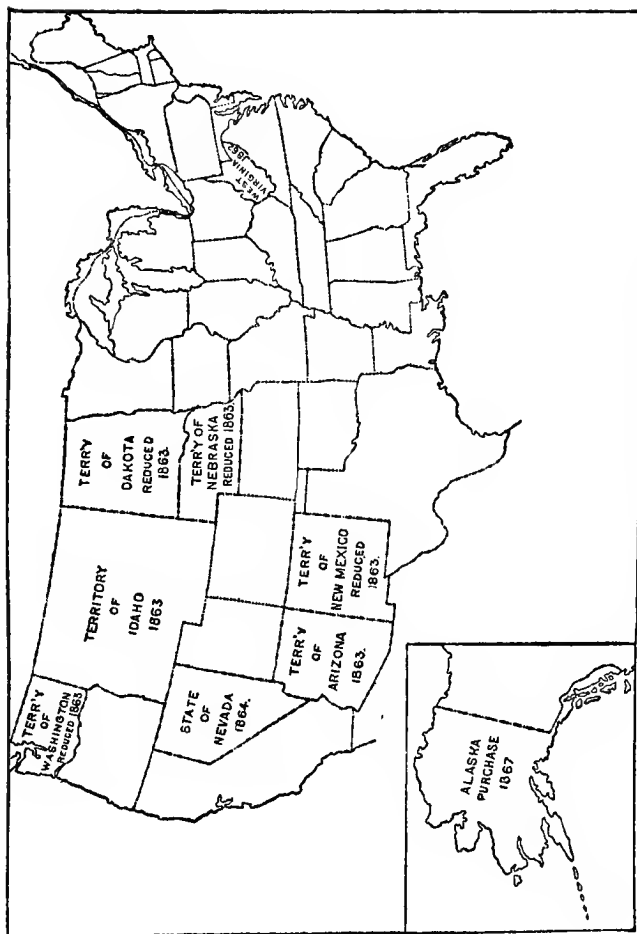 TERR'Y
OF
WASHINGTON
REDUCED 1863
TERRITORY
OF
IDAHO
1863
TERR'Y
OF
DAKOTA
REDUCED
1863.
TERR'Y OF
NEBRASKA
REDUCED 1863.
STATE
OF
NEVADA
1864.
TERR'Y
OF
ARIZONA
1863.
TERR'Y
OF
NEW MEXICO
REDUCED
1863.
WEST
VIRGINIA
1863
ALASKA
PURCHASE
1867